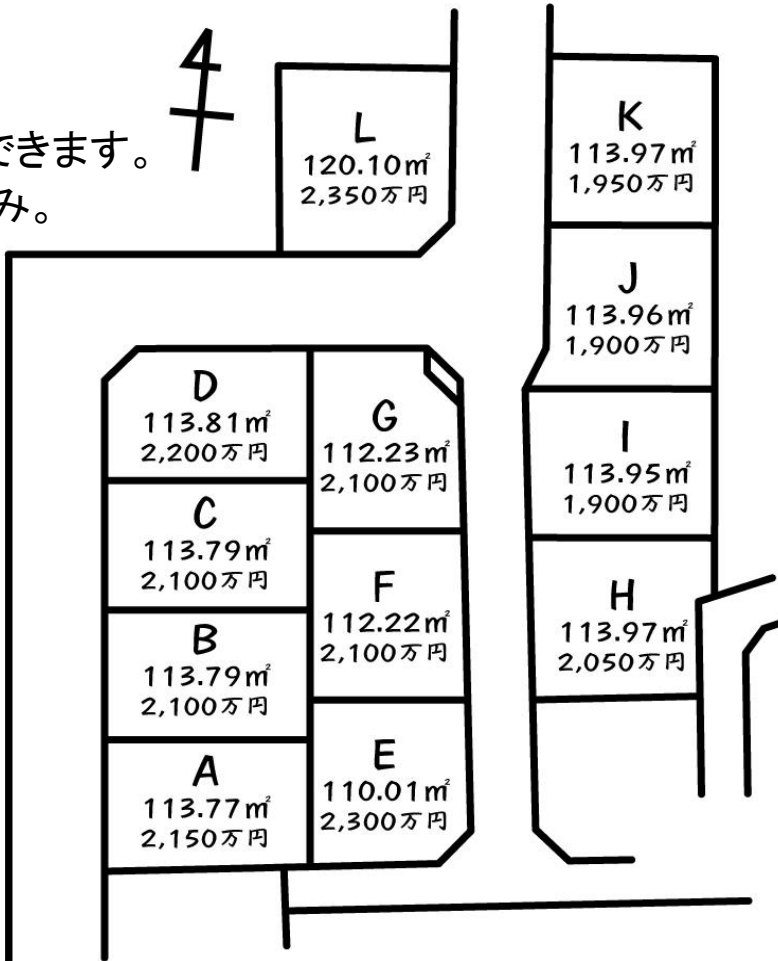 できます。
み。
L
120.10㎡
2,350万円
K
113.97㎡
1,950万円
J
113.96㎡
1,900万円
D
113.81㎡
2,200万円
G
112.23㎡
2,100万円
I
113.95㎡
1,900万円
C
113.79㎡
2,100万円
F
112.22㎡
2,100万円
H
113.97㎡
2,050万円
B
113.79㎡
2,100万円
A
113.77㎡
2,150万円
E
110.01㎡
2,300万円